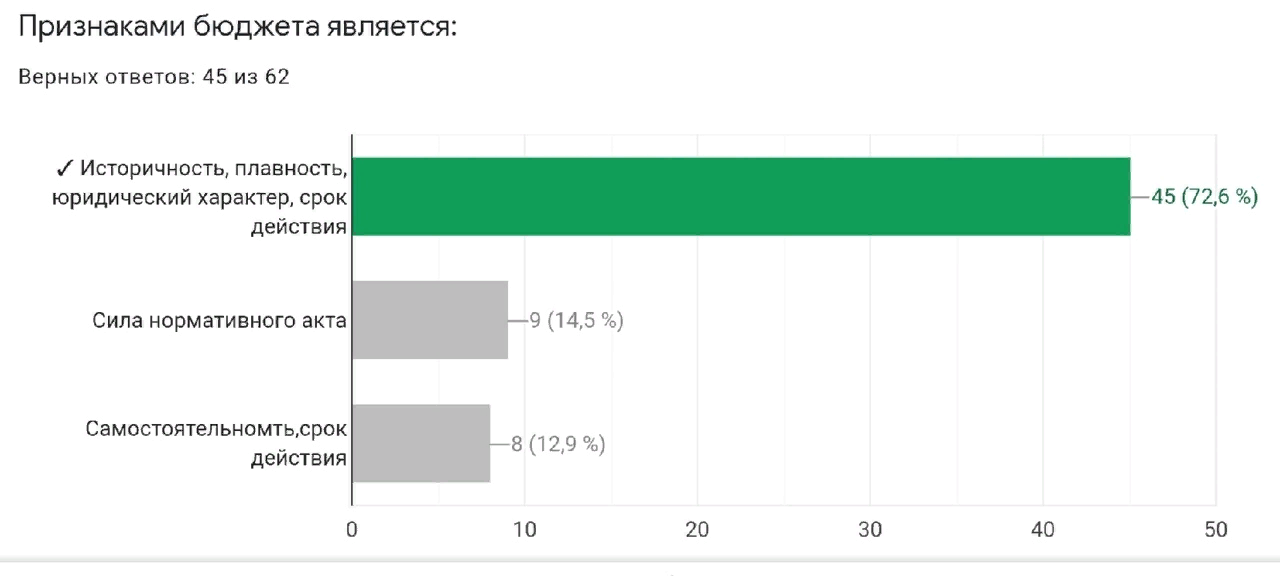 Признаками бюджета является:
Верных ответов: 45 из 62
✓ Историчность, плавность,
юридический характер, срок
действия
45 (72,6 %)
Сила нормативного акта
9 (14,5 %)
Самостоятельномть,срок
действия
8 (12,9 %)
0 10 20 30 40 50